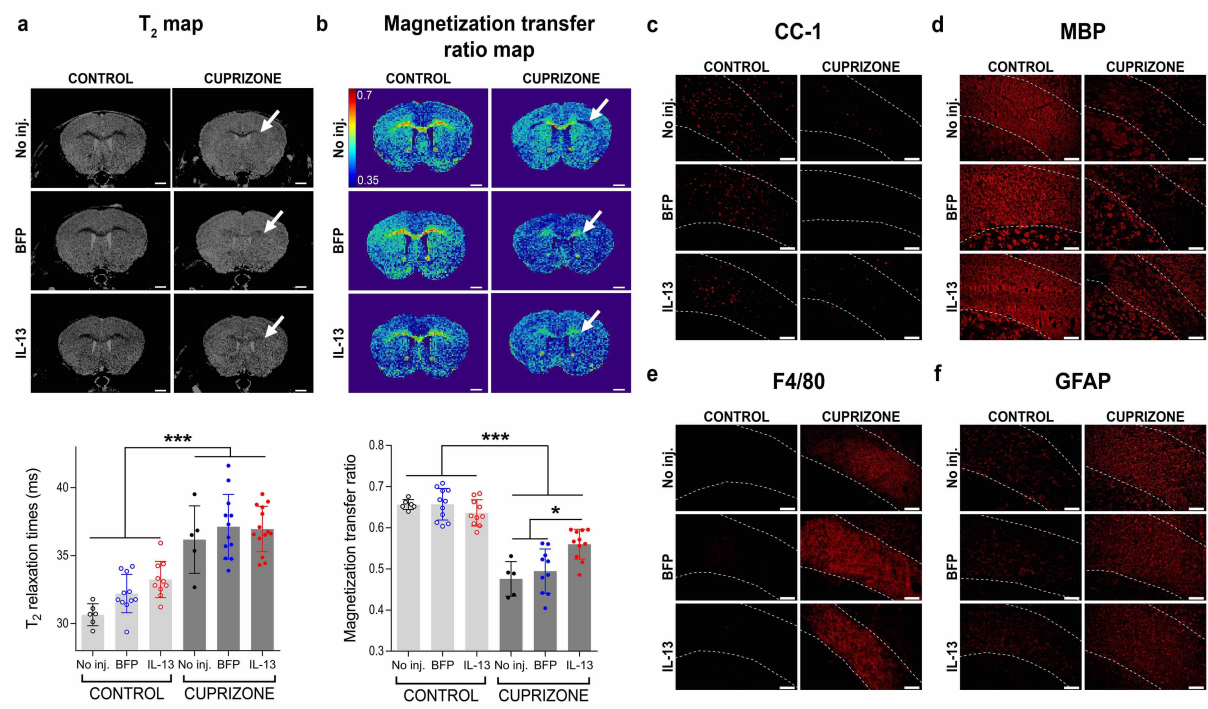 a
T2 map
CONTROL CUPRIZONE
No inj.
BFP
IL-13
T2 relaxation times (ms)
40
35
30
***
No inj. BFP IL-13 No inj. BFP IL-13
CONTROL CUPRIZONE
b
Magnetization transfer
ratio map
CONTROL CUPRIZONE
0.7
0.35
No inj.
BFP
IL-13
Magnetization transfer ratio
0.8
0.7
0.6
0.5
0.4
0.3
***
*
No inj. BFP IL-13 No inj. BFP IL-13
CONTROL CUPRIZONE
c
CC-1
CONTROL CUPRIZONE
No inj.
BFP
IL-13
d
MBP
CONTROL CUPRIZONE
No inj.
BFP
IL-13
e
F4/80
CONTROL CUPRIZONE
No inj.
BFP
IL-13
f
GFAP
CONTROL CUPRIZONE
No inj.
BFP
IL-13